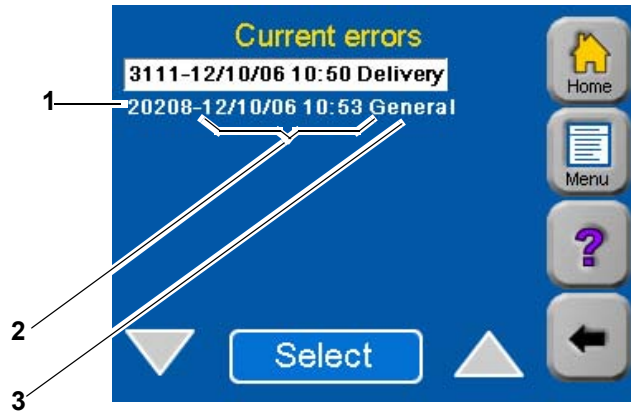 Current errors
3111-12/10/06 10:50 Delivery
20208-12/10/06 10:53 General
Home
Menu
?
Select
1
2
3